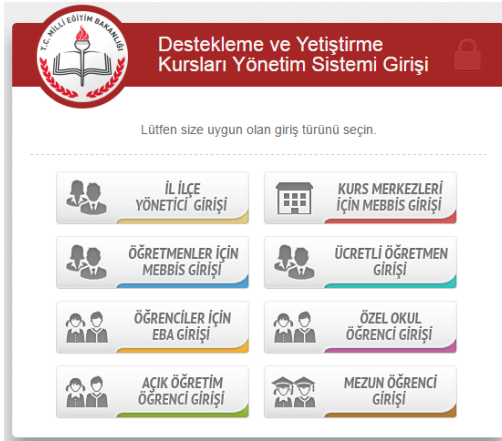 T.C. MİLLİ EĞİTİM BAKANLIĞI
Destekleme ve Yetiştirme
Kursları Yönetim Sistemi Girişi
Lütfen size uygun olan giriş türünü seçin.
İL İLÇE
YÖNETİCİ GİRİŞİ
KURS MERKEZLERİ
İÇİN MEBBİS GİRİŞİ
ÖĞRETMENLER İÇİN
MEBBİS GİRİŞİ
ÜCRETLİ ÖĞRETMEN
GİRİŞİ
ÖĞRENCİLER İÇİN
EBA GİRİŞİ
ÖZEL OKUL
ÖĞRENCİ GİRİŞİ
AÇIK ÖĞRETİM
ÖĞRENCİ GİRİŞİ
MEZUN ÖĞRENCİ
GİRİŞİ